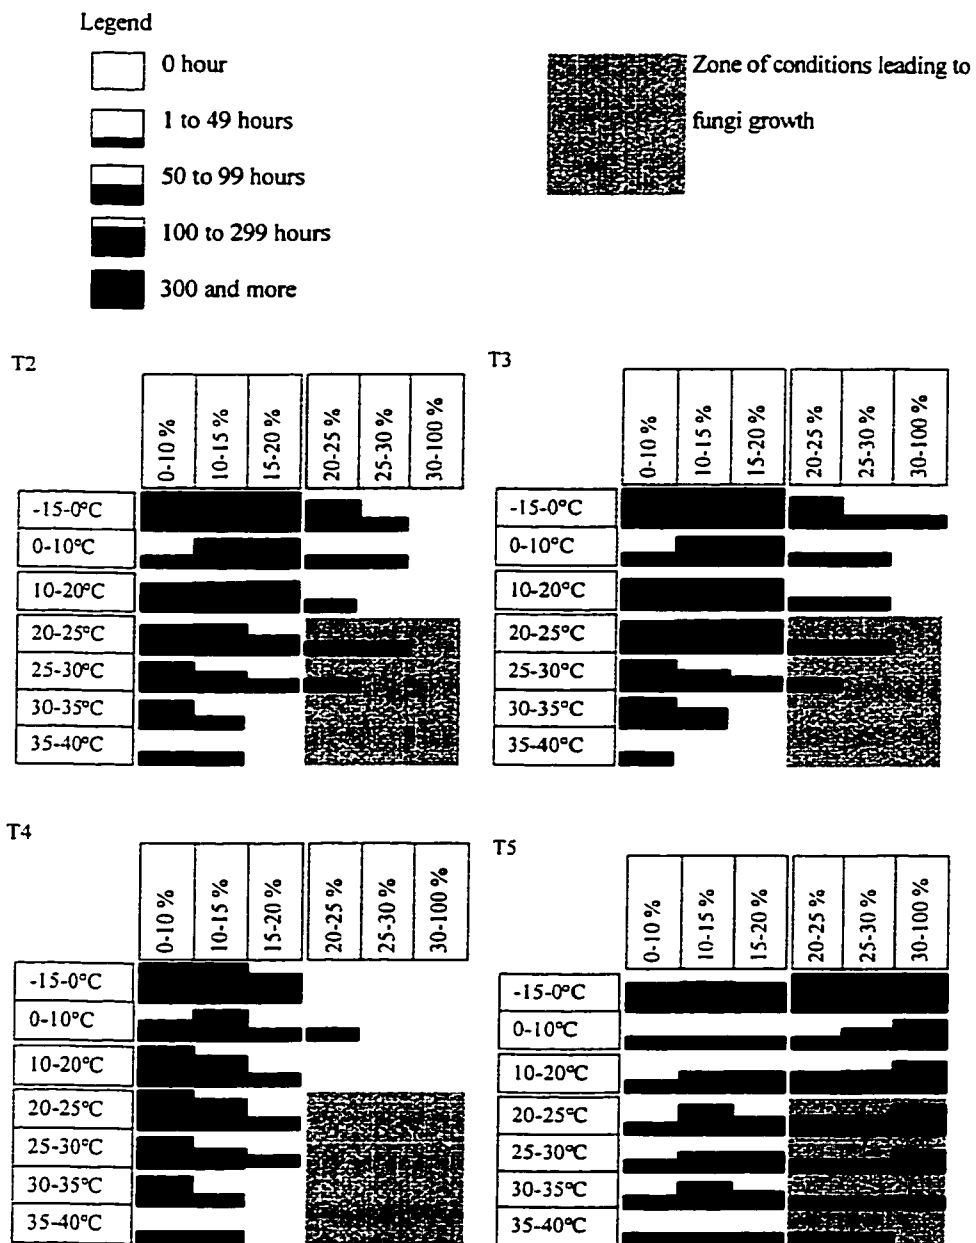 Legend
0 hour
1 to 49 hours
50 to 99 hours
100 to 299 hours
300 and more
Zone of conditions leading to
fungi growth
T2
0-10 %
10-15 %
15-20 %
20-25 %
25-30 %
30-100 %
-15-0°C
0-10°C
10-20°C
20-25°C
25-30°C
30-35°C
35-40°C
T3
0-10 %
10-15 %
15-20 %
20-25 %
25-30 %
30-100 %
-15-0°C
0-10°C
10-20°C
20-25°C
25-30°C
30-35°C
35-40°C
T4
0-10 %
10-15 %
15-20 %
20-25 %
25-30 %
30-100 %
-15-0°C
0-10°C
10-20°C
20-25°C
25-30°C
30-35°C
35-40°C
T5
0-10 %
10-15 %
15-20 %
20-25 %
25-30 %
30-100 %
-15-0°C
0-10°C
10-20°C
20-25°C
25-30°C
30-35°C
35-40°C